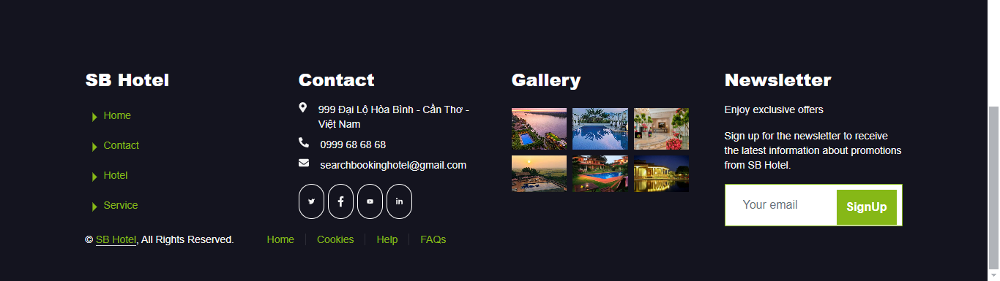 SB Hotel
Home
Contact
Hotel
Service
Contact
999 Đại Lộ Hòa Bình - Cần Thơ -
Việt Nam
0999 68 68 68
searchbookinghotel@gmail.com
Gallery
Newsletter
Enjoy exclusive offers
Sign up for the newsletter to receive
the latest information about promotions
from SB Hotel.
Your email
SignUp
© SB Hotel, All Rights Reserved.
Home
Cookies
Help
FAQs